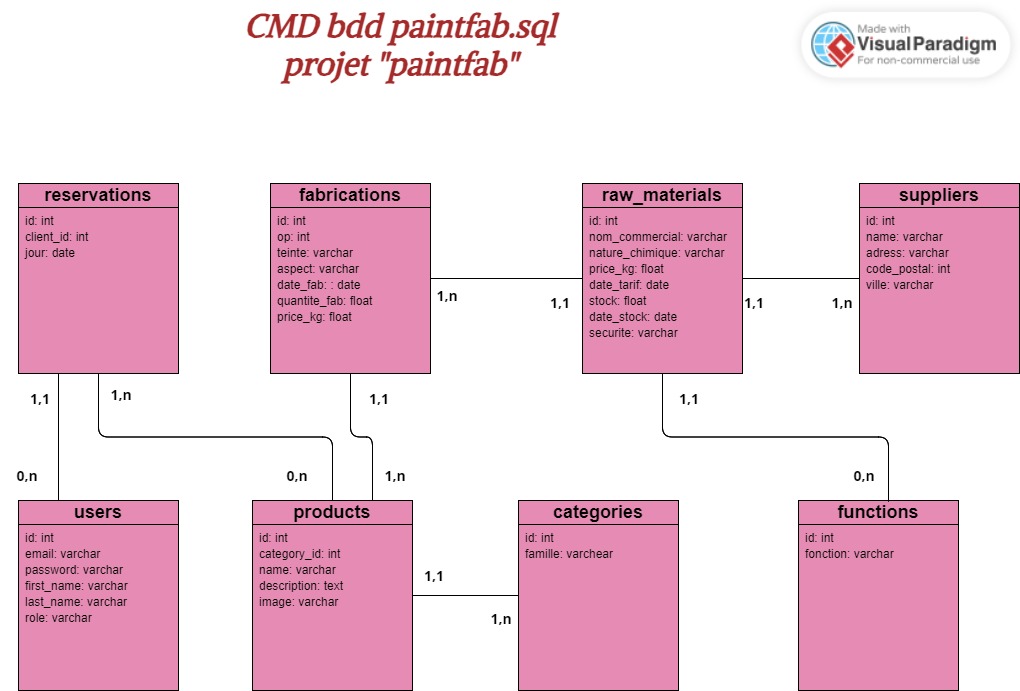 CMD bdd paintfab.sql
projet "paintfab"
Made with
VisualParadigm
For non-commercial use
reservations
id: int
client_id: int
jour: date
fabrications
id: int
op: int
teinte: varchar
aspect: varchar
date_fab: : date
quantite_fab: float
price_kg: float
raw_materials
id: int
nom_commercial: varchar
nature_chimique: varchar
price_kg: float
date_tarif: date
stock: float
date_stock: date
securite: varchar
suppliers
id: int
name: varchar
adress: varchar
code_postal: int
ville: varchar
1,n
1,1
1,1
1,n
1,1
1,n
1,1
1,1
0,n
0,n
1,n
0,n
users
id: int
email: varchar
password: varchar
first_name: varchar
last_name: varchar
role: varchar
products
id: int
category_id: int
name: varchar
description: text
image: varchar
1,1
1,n
categories
id: int
famille: varchear
functions
id: int
fonction: varchar